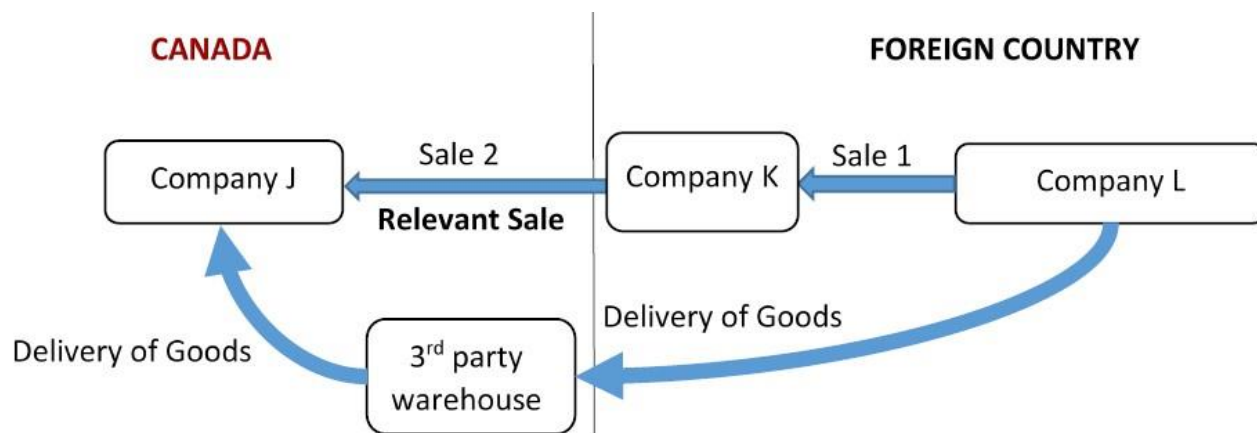 CANADA
FOREIGN COUNTRY
Company J
Sale 2
Relevant Sale
Company K
Sale 1
Company L
Delivery of Goods
3rd party
warehouse
Delivery of Goods